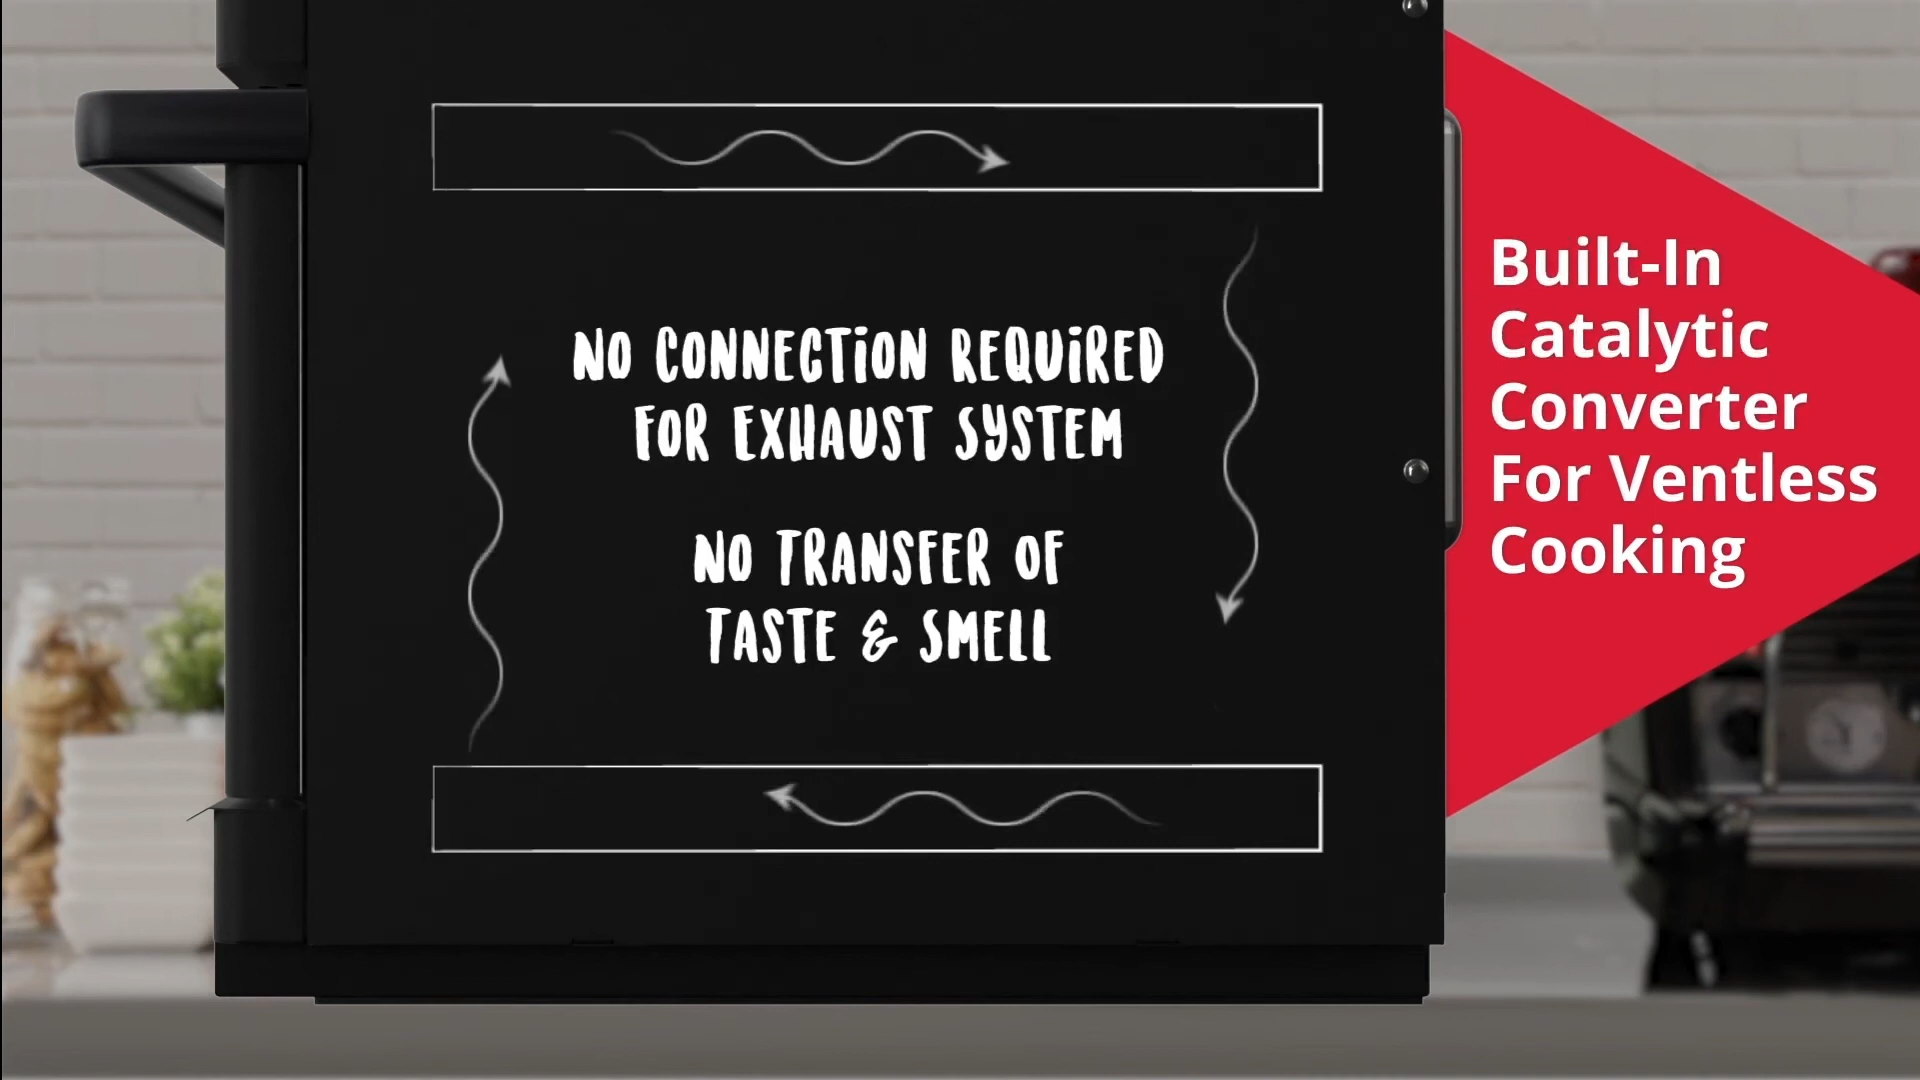 NO CONNECTION REQUIRED
FOR EXHAUST SYSTEM
NO TRANSFER OF
TASTE & SMELL
Built-In
Catalytic
Converter
For Ventless
Cooking